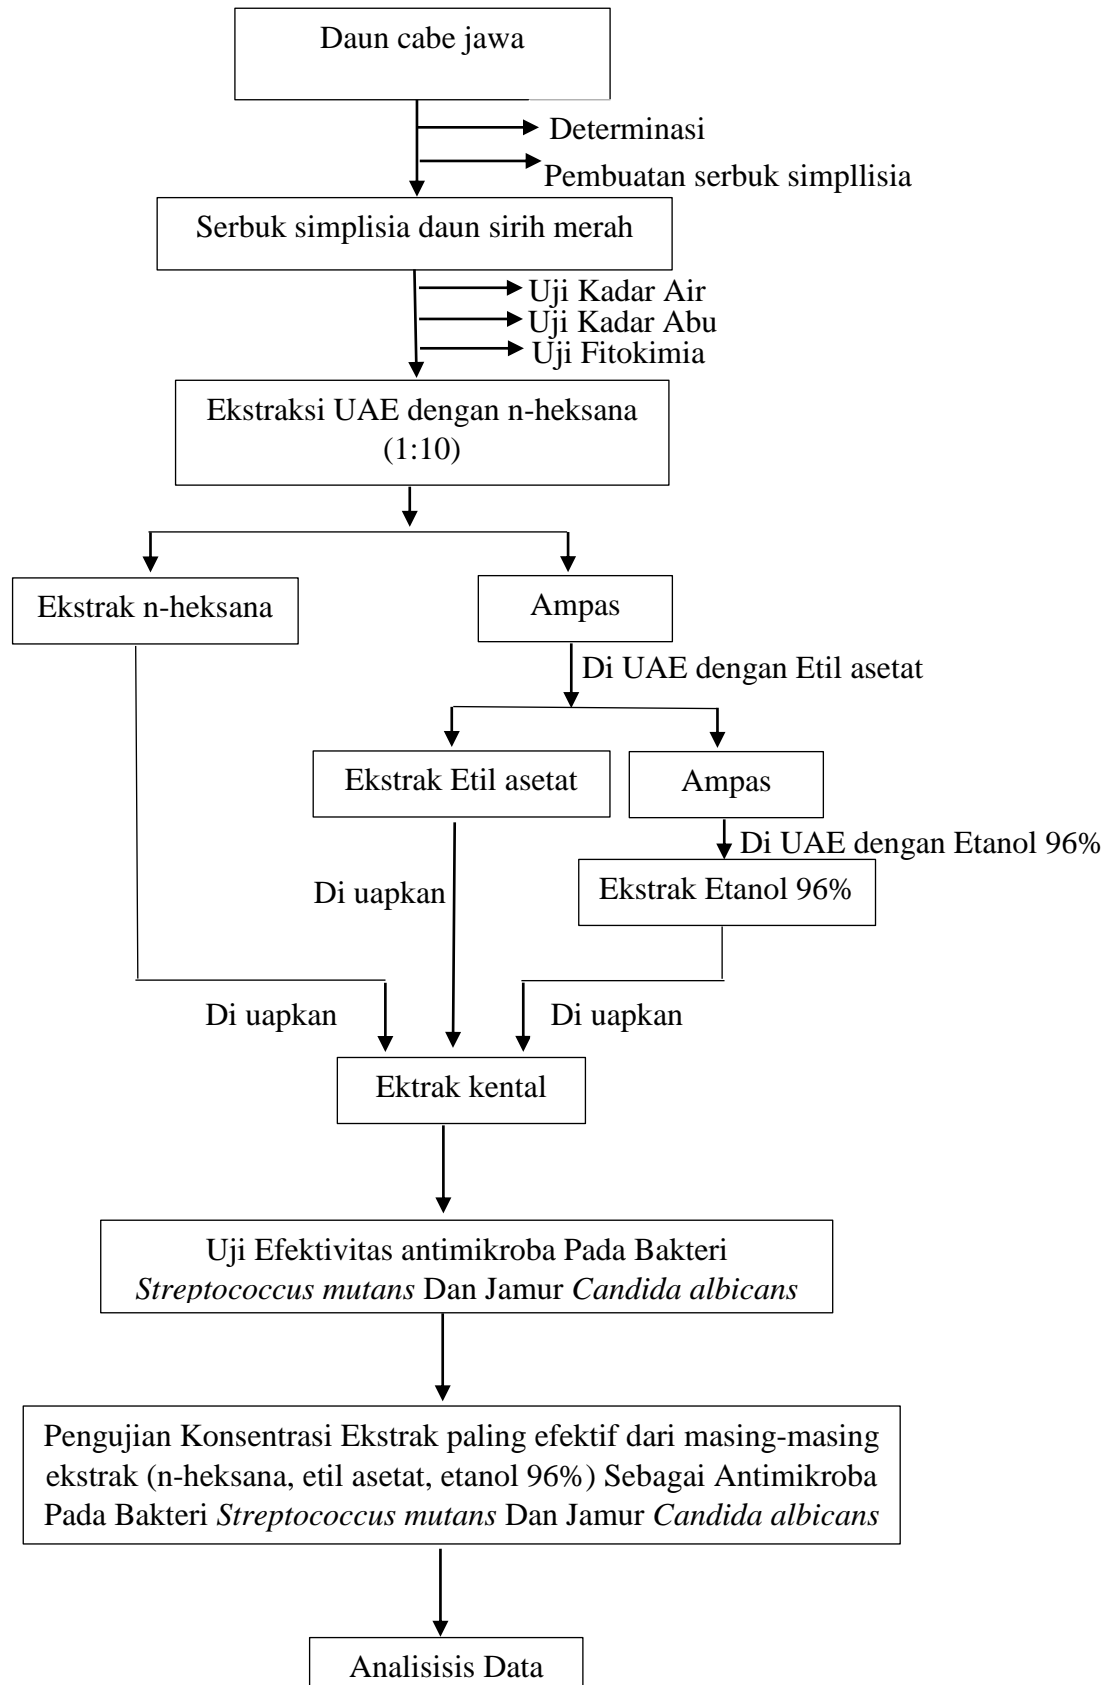 Daun cabe jawa
Determinasi
Pembuatan serbuk simpllisia
Serbuk simplisia daun sirih merah
Uji Kadar Air
Uji Kadar Abu
Uji Fitokimia
Ekstraksi UAE dengan n-heksana
(1:10)
Ekstrak n-heksana
Ampas
Di UAE dengan Etil asetat
Ekstrak Etil asetat
Ampas
Di UAE dengan Etanol 96%
Ekstrak Etanol 96%
Di uapkan
Di uapkan
Di uapkan
Ektrak kental
Uji Efektivitas antimikroba Pada Bakteri
Streptococcus mutans Dan Jamur Candida albicans
Pengujian Konsentrasi Ekstrak paling efektif dari masing-masing
ekstrak (n-heksana, etil asetat, etanol 96%) Sebagai Antimikroba
Pada Bakteri Streptococcus mutans Dan Jamur Candida albicans
Analisisis Data